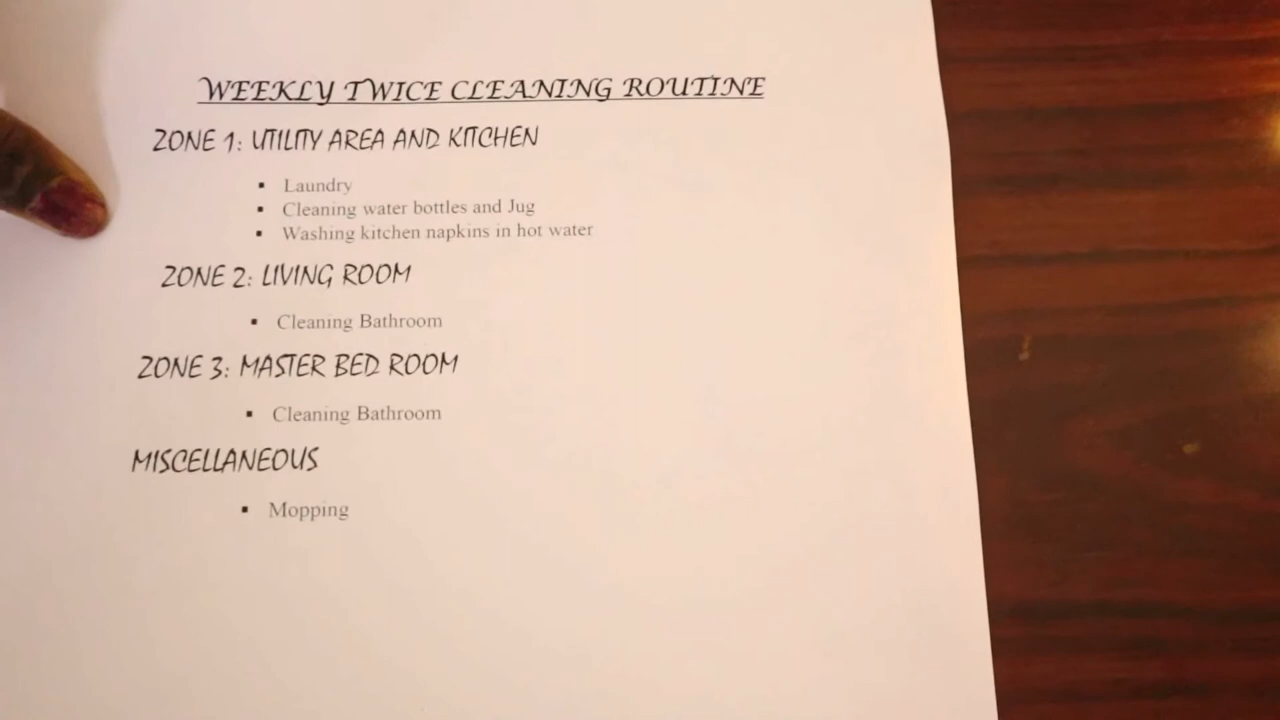 WEEKLY TWICE CLEANING ROUTINE
ZONE 1: UTILITY AREA AND KITCHEN
▪ Laundry
▪ Cleaning water bottles and Jug
▪ Washing kitchen napkins in hot water
ZONE 2: LIVING ROOM
▪ Cleaning Bathroom
ZONE 3: MASTER BED ROOM
▪ Cleaning Bathroom
MISCELLANEOUS
▪ Mopping